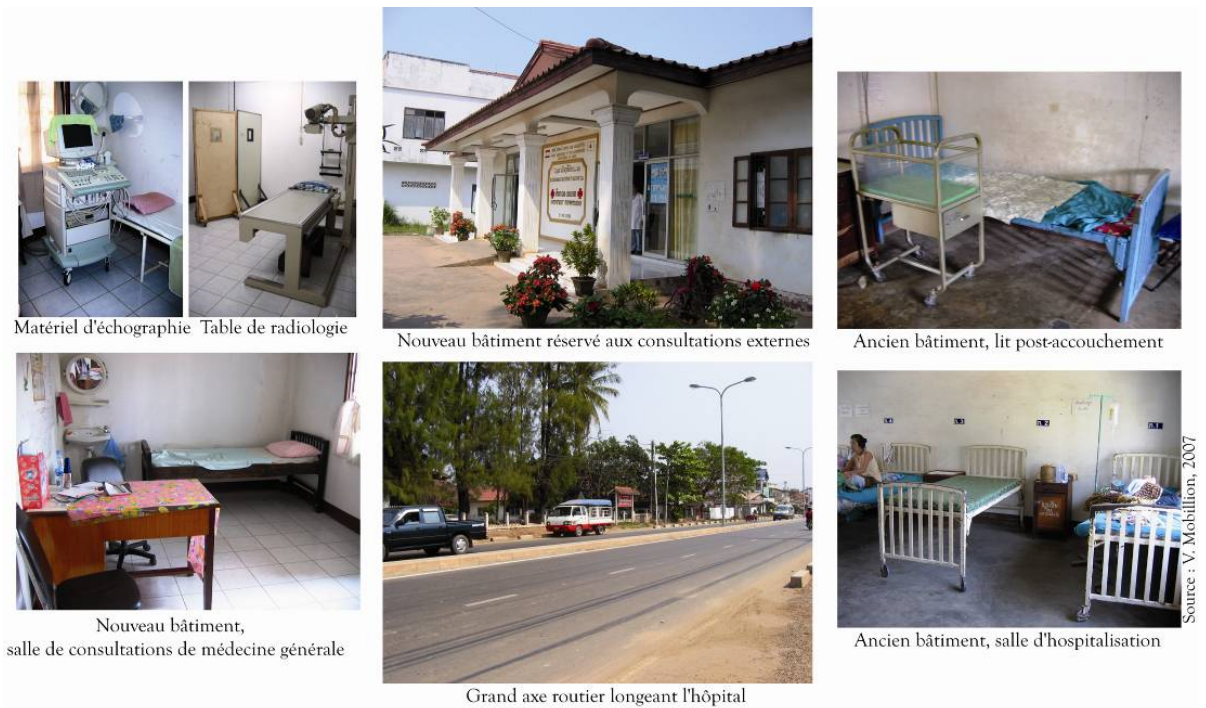 Matériel d'échographie
Table de radiologie
Nouveau bâtiment réservé aux consultations externes
Ancien bâtiment, lit post-accouchement
Nouveau bâtiment,
salle de consultations de médecine générale
Grand axe routier longeant l'hôpital
Ancien bâtiment, salle d'hospitalisation
Source : V. Mobillion, 2007